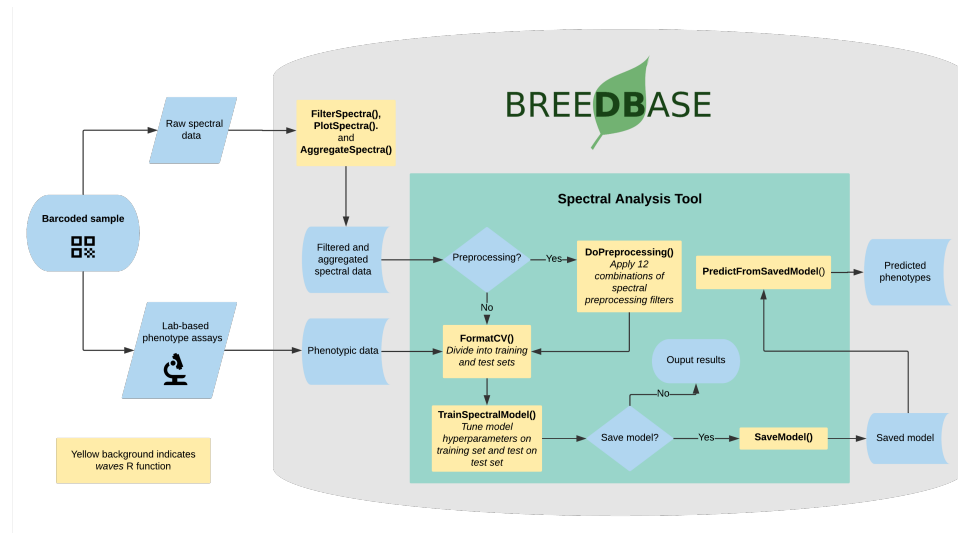 BREEDBASE
Raw spectral
data
FilterSpectra(),
PlotSpectra().
and
AggregateSpectra()
Spectral Analysis Tool
Barcoded sample
Filtered and
aggregated
spectral data
Preprocessing?
Yes
DoPreprocessing()
Apply 12
combinations of
spectral
preprocessing filters
PredictFromSavedModel()
Predicted
phenotypes
No
Lab-based
phenotype assays
Phenotypic data
FormatCV()
Divide into training
and test sets
Ouput results
No
TrainSpectralModel()
Tune model
hyperparameters on
training set and test on
test set
Save model?
Yes
SaveModel()
Saved model
Yellow background indicates
waves R function